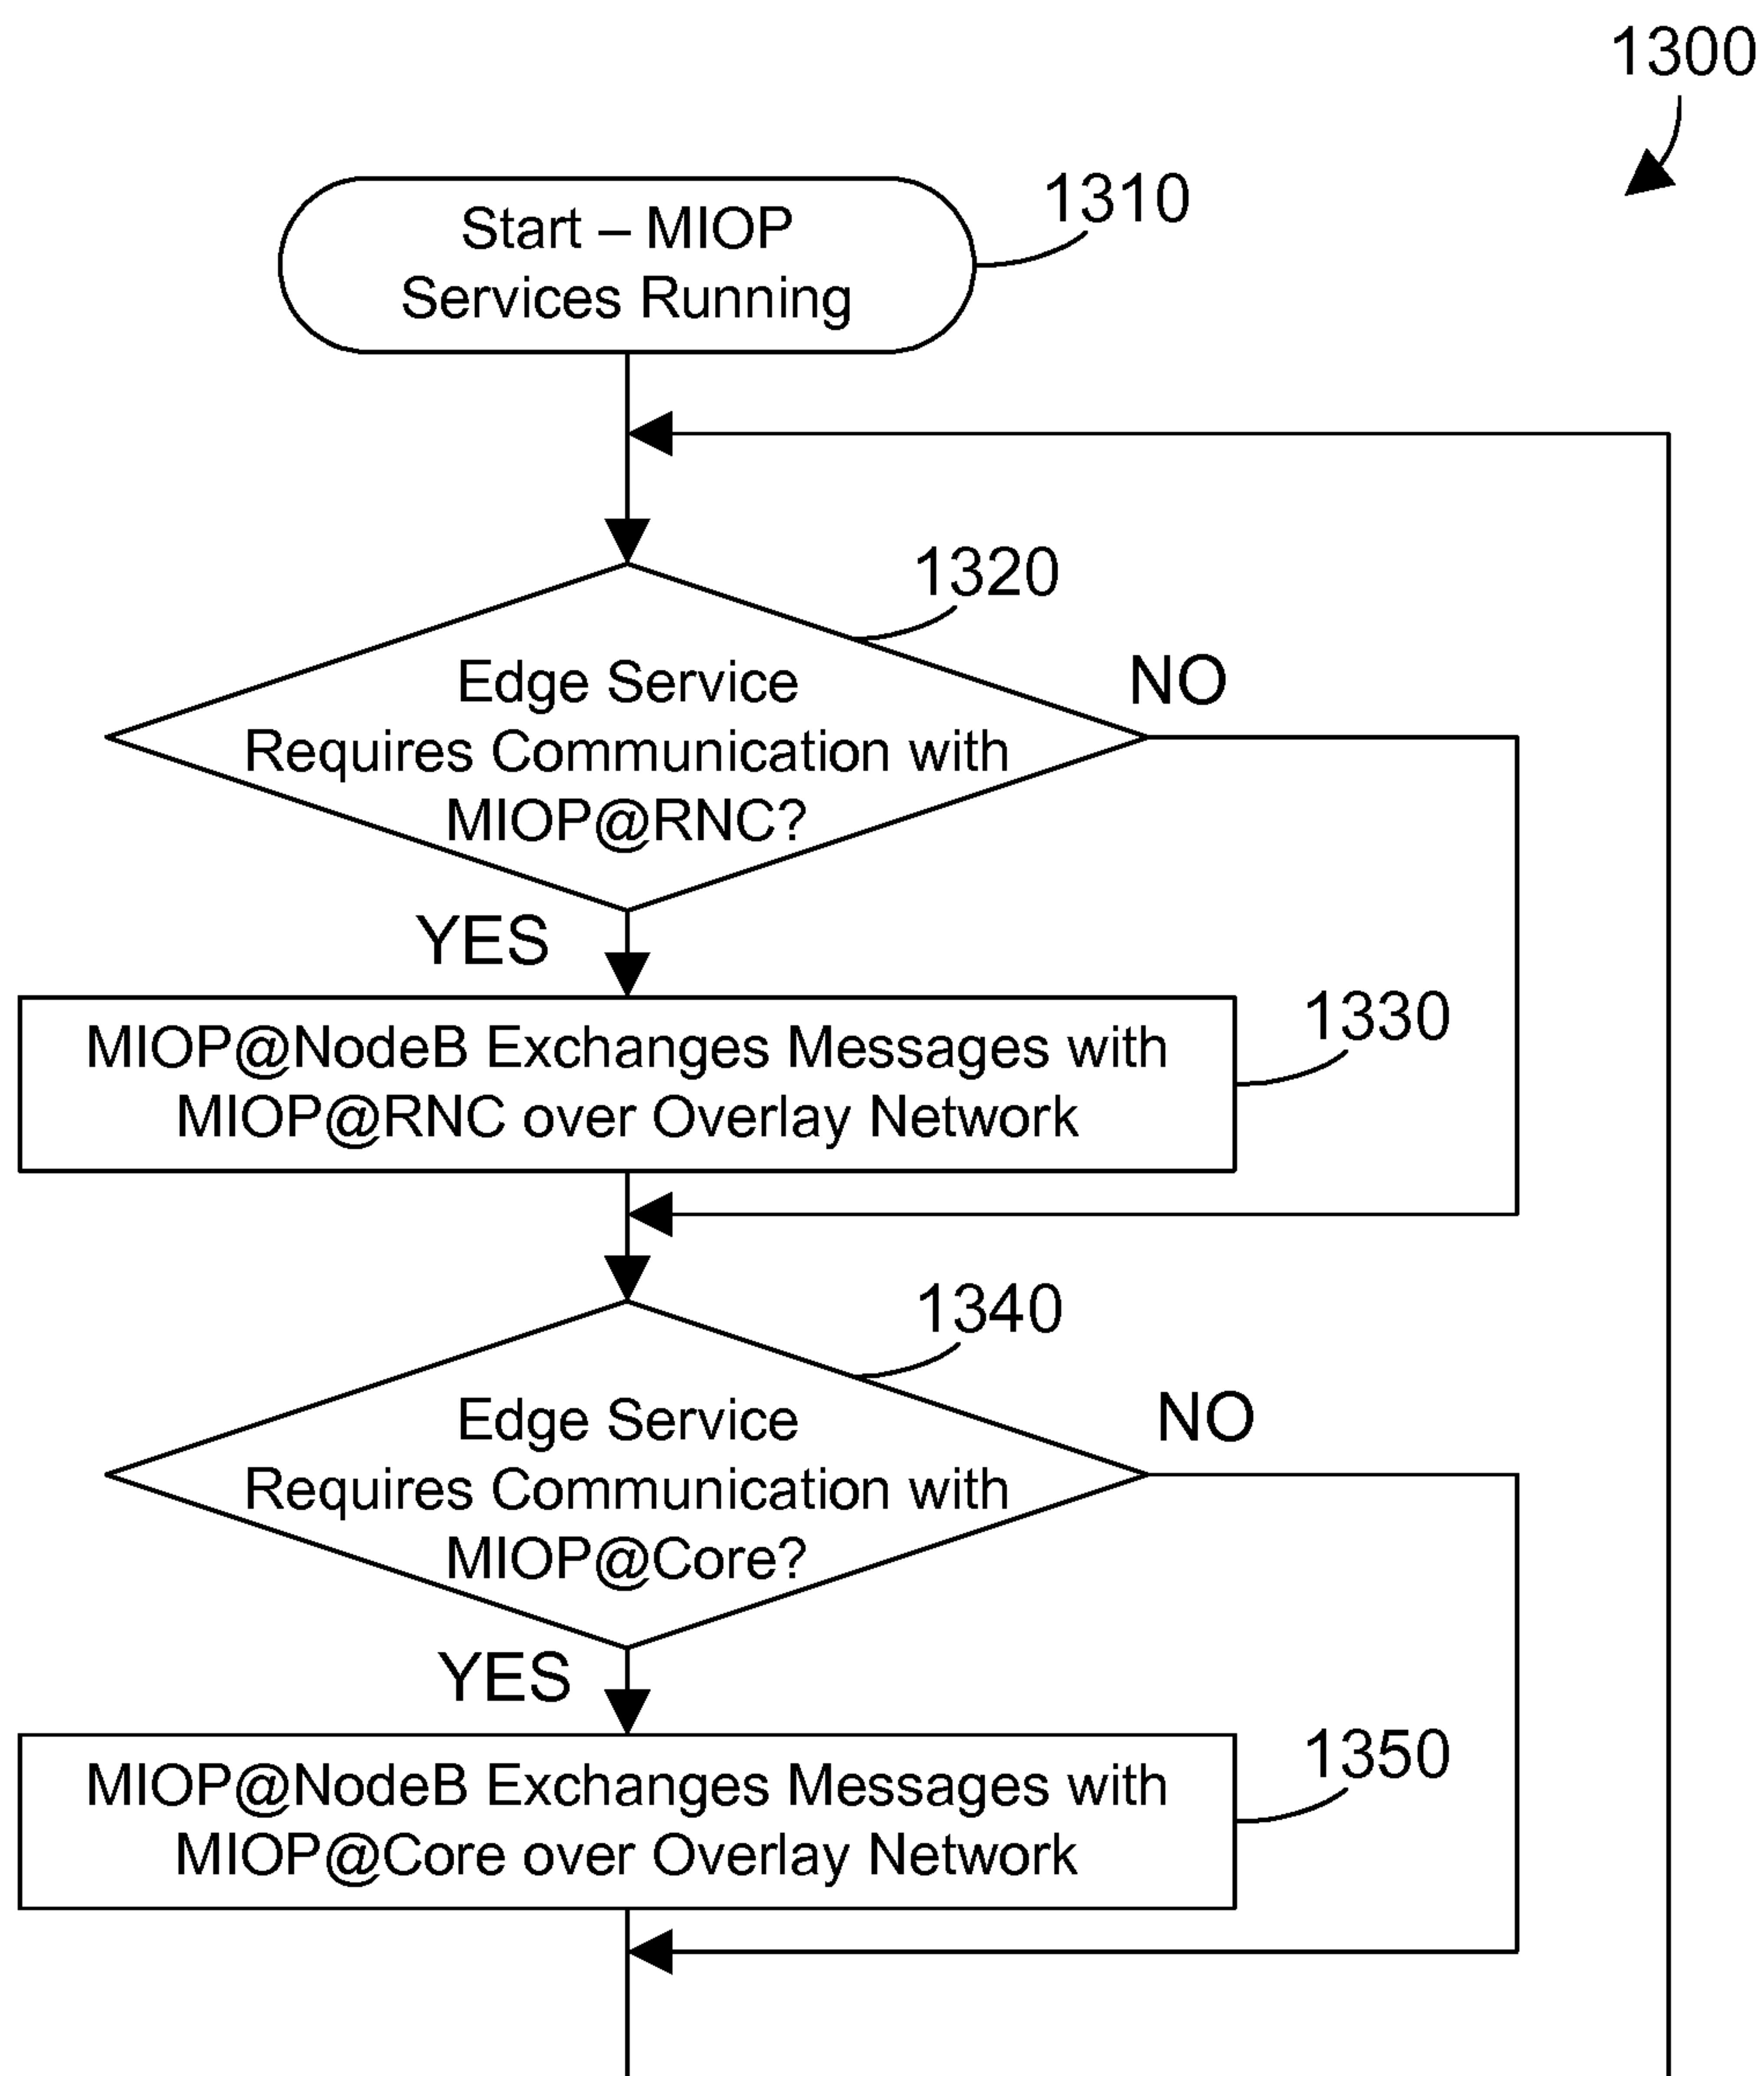 1300
1310
Start – MIOP
Services Running
1320
Edge Service
Requires Communication with
MIOP@RNC?
NO
YES
1330
MIOP@NodeB Exchanges Messages with
MIOP@RNC over Overlay Network
1340
Edge Service
Requires Communication with
MIOP@Core?
NO
YES
1350
MIOP@NodeB Exchanges Messages with
MIOP@Core over Overlay Network